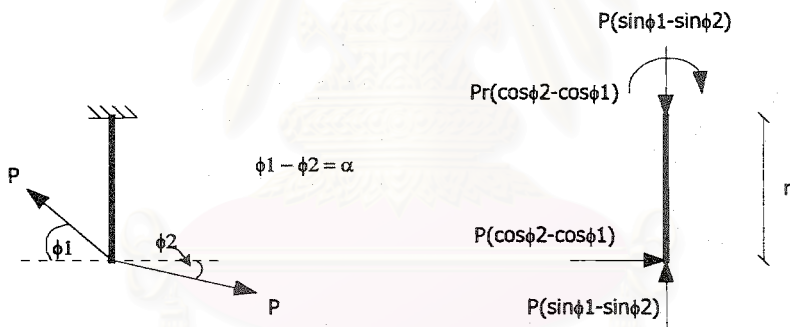 P(sinϕ1-sinϕ2)
Pr(cosϕ2-cosϕ1)
ϕ1 – ϕ2 = α
P
r
ϕ1
ϕ2
P(cosϕ2-cosϕ1)
P
P(sinϕ1-sinϕ2)